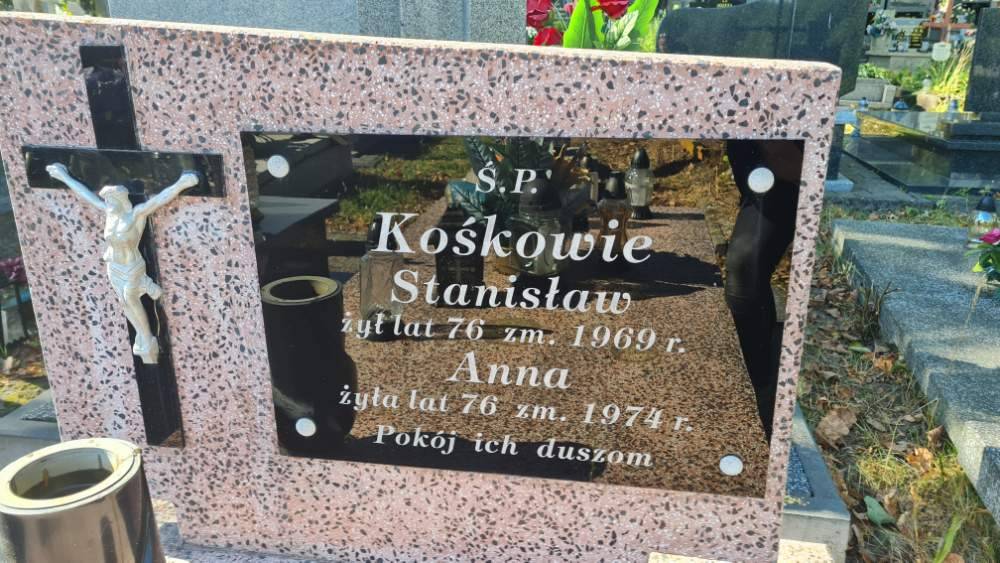 Ś.P.
Kośkowie
Stanisław
żył lat 76 zm. 1969 r.
Anna
żyła lat 76 zm. 1974 r.
Pokój ich duszom